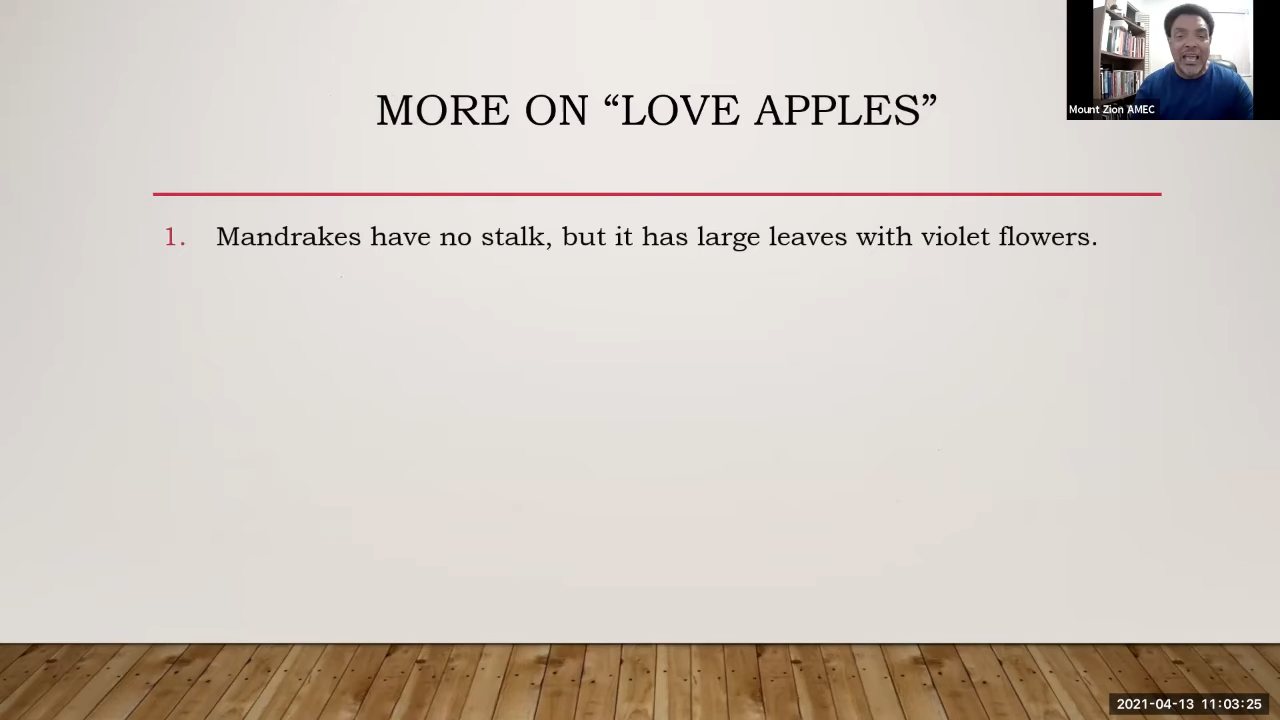 MORE ON “LOVE APPLES”
Mount Zion AMEC
1. Mandrakes have no stalk, but it has large leaves with violet flowers.
2021-04-13 11:03:25